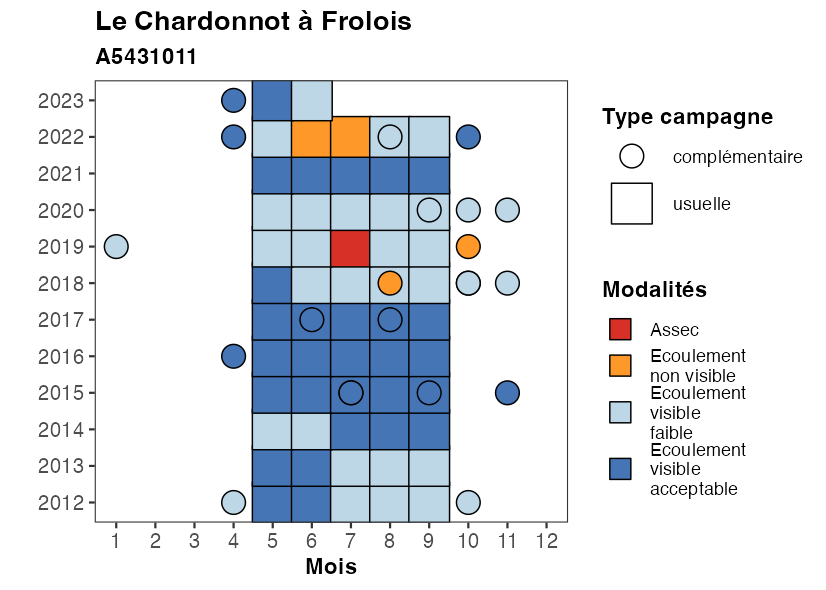 Le Chardonnot à Frolois
A5431011
2023
2022
2021
2020
2019
2018
2017
2016
2015
2014
2013
2012
1 2 3 4 5 6 7 8 9 10 11 12
Mois
Type campagne
complémentaire
usuelle
Modalités
Assec
Ecoulement
non visible
Ecoulement
visible
faible
Ecoulement
visible
acceptable